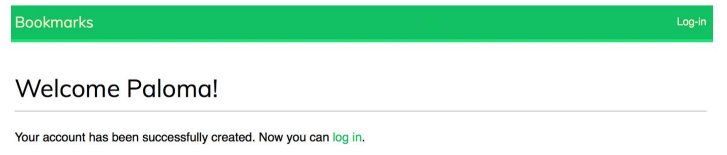 Bookmarks Log-in
Welcome Paloma!
Your account has been successfully created. Now you can log in.